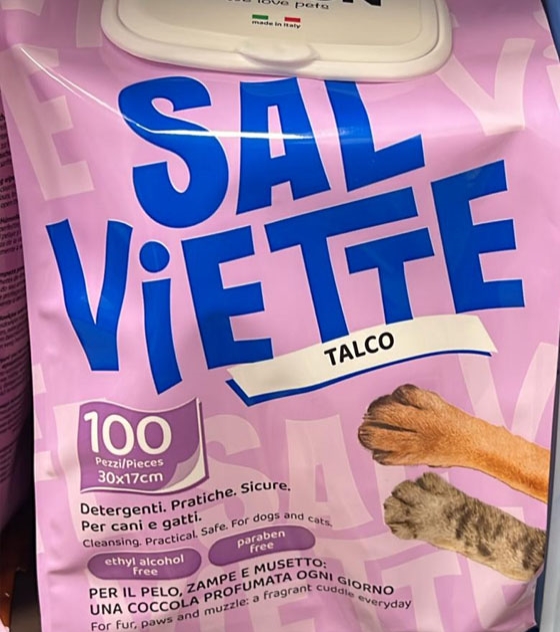 love pets
made in Italy
SAL
ViETTE
TALCO
100
Pezzi/Pieces
30x17cm
Detergenti. Pratiche. Sicure.
Per cani e gatti.
Cleansing. Practical. Safe. For dogs and cats.
ethyl alcohol
free
paraben
free
PER IL PELO, ZAMPE E MUSETTO:
UNA COCCOLA PROFUMATA OGNI GIORNO
For fur, paws and muzzle: a fragrant cuddle everyday